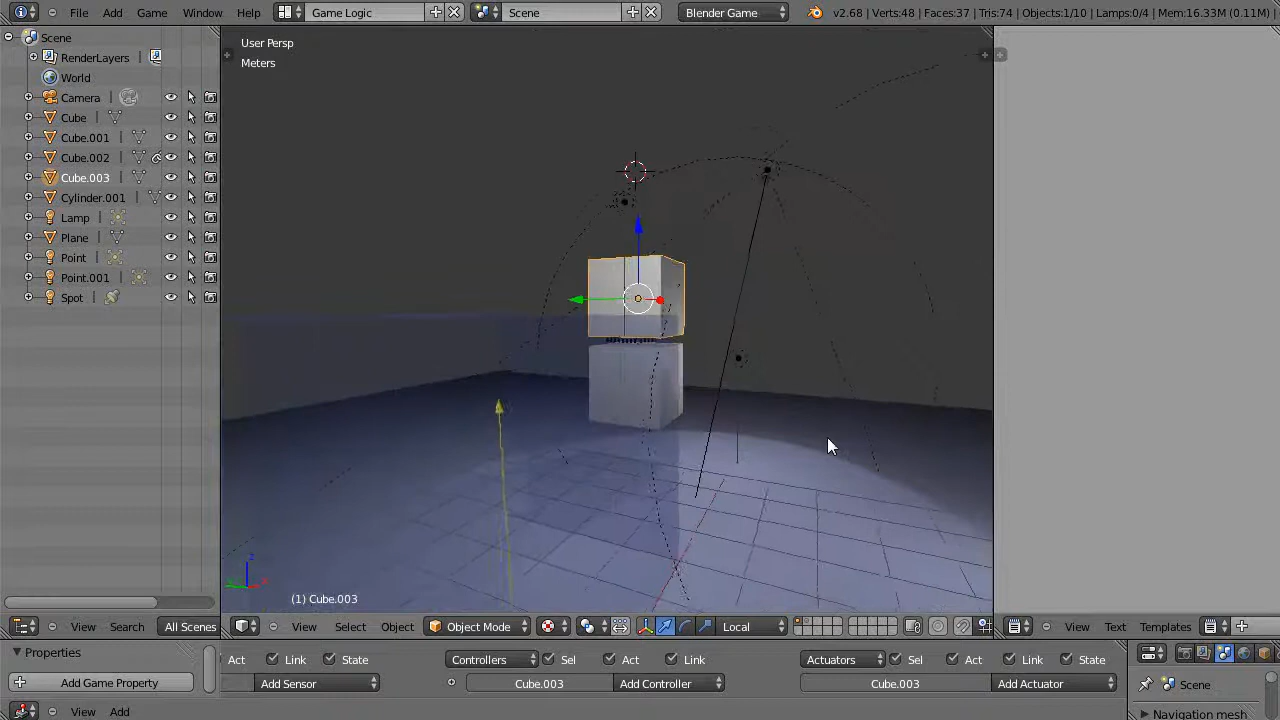 File Add Game Window Help Game Logic Scene Blender Game v2.68 | Verts:48 | Faces:37 | Tris:74 | Objects:1/10 | Lamps:0/4 | Mem:16.33M (0.11M) |
Scene
RenderLayers
World
Camera
Cube
Cube.001
Cube.002
Cube.003
Cylinder.001
Lamp
Plane
Point
Point.001
Spot
User Persp
Meters
z
(1) Cube.003
View Search All Scenes
View Select Object Object Mode Local
View Text Templates
Properties
Add Game Property
View Add
Act Link State Controllers Sel Act Link Actuators Sel Act Link State
Add Sensor Cube.003 Add Controller Cube.003 Add Actuator
Scene
Navigation mesh